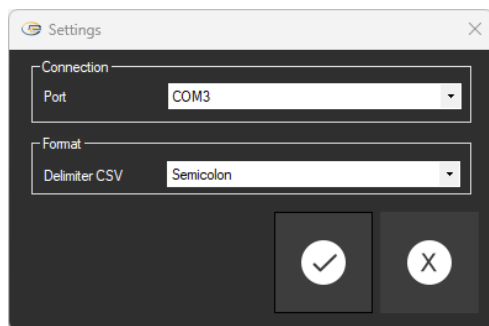 Settings
Connection
Port COM3
Format
Delimiter CSV Semicolon
X